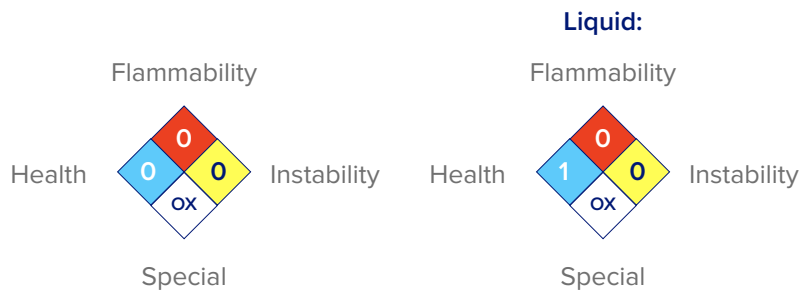 Liquid:
Flammability
Flammability
0
0
Health
0
0
Instability
Health
1
0
Instability
OX
OX
Special
Special